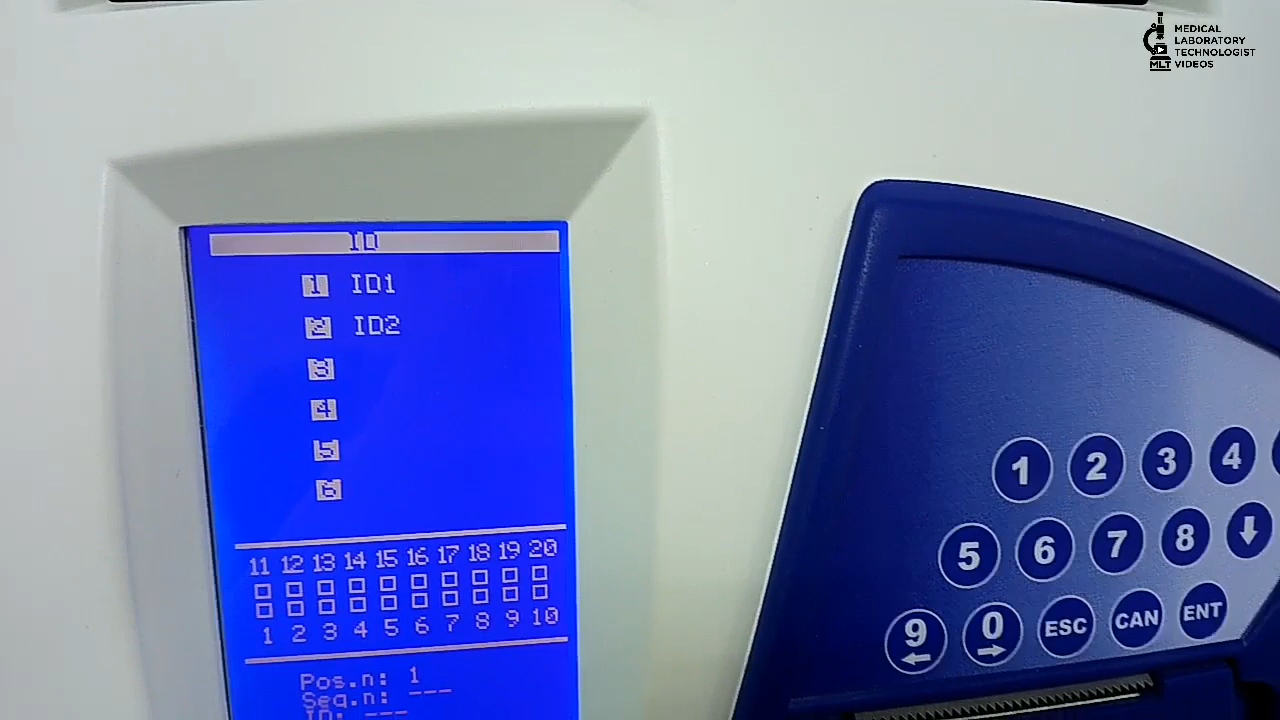 MEDICAL
LABORATORY
TECHNOLOGIST
MLT VIDEOS
ID
1 ID1
2 ID2
3
4
5
6
11 12 13 14 15 16 17 18 19 20
1 2 3 4 5 6 7 8 9 10
Pos.n: 1
Seq.n: ---
ID: ---
1 2 3 4
5 6 7 8 ↓
9 ← 0 → ESC CAN ENT